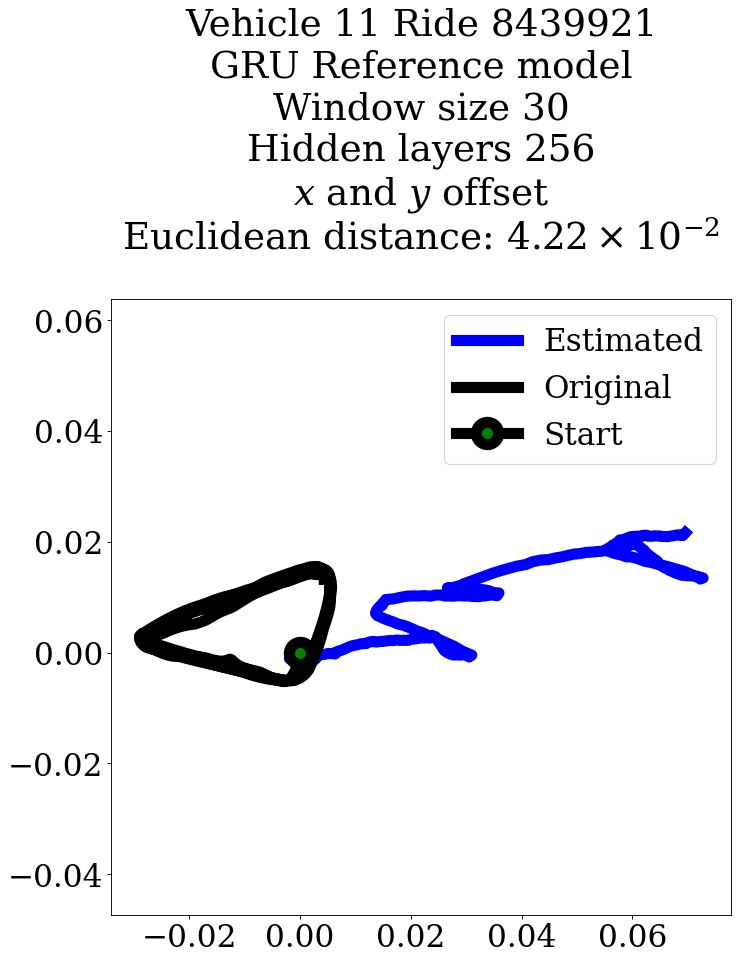 Vehicle 11 Ride 8439921
GRU Reference model
Window size 30
Hidden layers 256
x and y offset
Euclidean distance: 4.22 × 10⁻²
0.06
0.04
0.02
0.00
−0.02
−0.04
Estimated
Original
Start
−0.02 0.00 0.02 0.04 0.06